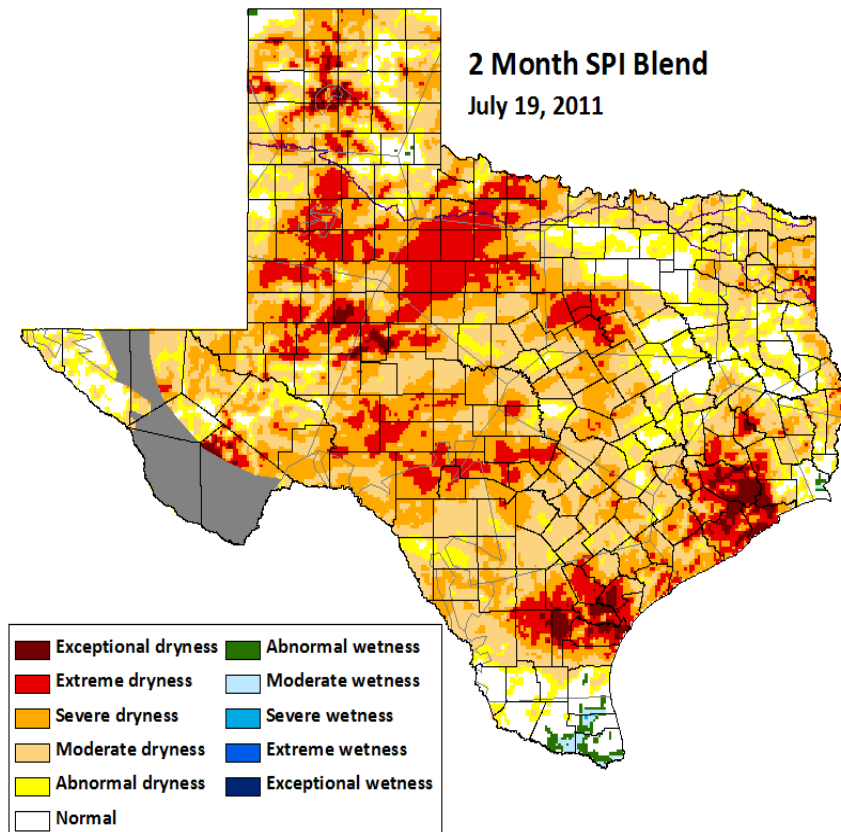 2 Month SPI Blend
July 19, 2011
Exceptional dryness
Extreme dryness
Severe dryness
Moderate dryness
Abnormal dryness
Normal
Abnormal wetness
Moderate wetness
Severe wetness
Extreme wetness
Exceptional wetness